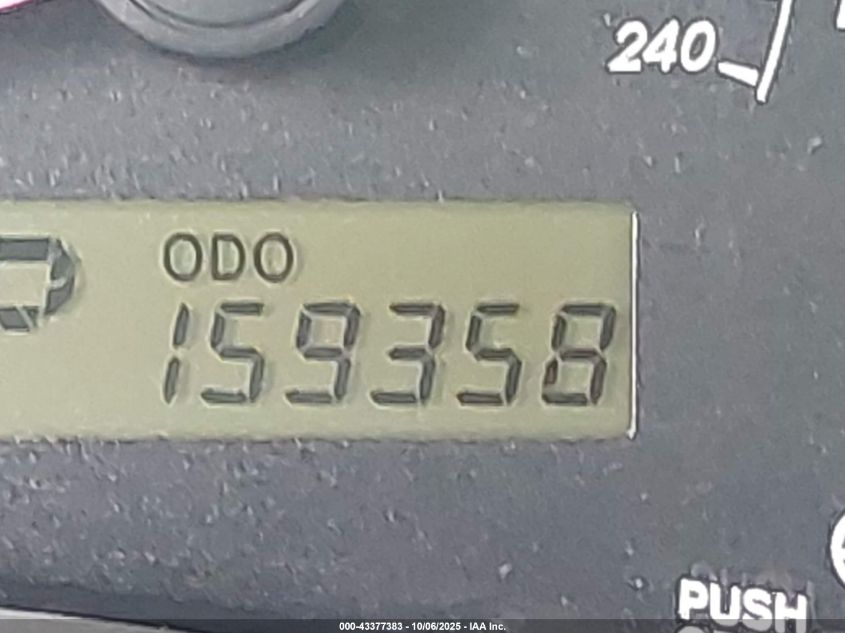 240
ODO
159358
PUSH
000-43377383 - 10/06/2025 - IAA Inc.